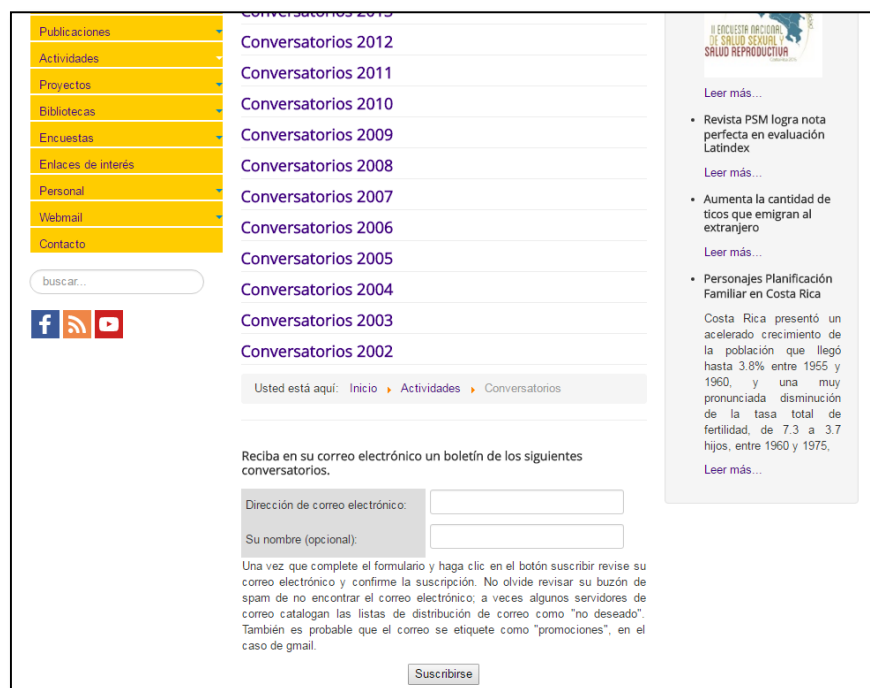 Publicaciones
Actividades
Proyectos
Bibliotecas
Encuestas
Enlaces de interés
Personal
Webmail
Contacto
buscar...
Conversatorios 2013
Conversatorios 2012
Conversatorios 2011
Conversatorios 2010
Conversatorios 2009
Conversatorios 2008
Conversatorios 2007
Conversatorios 2006
Conversatorios 2005
Conversatorios 2004
Conversatorios 2003
Conversatorios 2002
Usted está aquí: Inicio Actividades Conversatorios
Reciba en su correo electrónico un boletín de los siguientes
conversatorios.
Dirección de correo electrónico:
Su nombre (opcional):
Una vez que complete el formulario y haga clic en el botón suscribir revise su
correo electrónico y confirme la suscripción. No olvide revisar su buzón de
spam de no encontrar el correo electrónico; a veces algunos servidores de
correo catalogan las listas de distribución de correo como "no deseado".
También es probable que el correo se etiquete como "promociones", en el
caso de gmail.
Suscribirse
II ENCUESTA NACIONAL
DE SALUD SEXUAL Y
SALUD REPRODUCTIVA
Leer más...
• Revista PSM logra nota
perfecta en evaluación
Latindex
Leer más...
• Aumenta la cantidad de
ticos que emigran al
extranjero
Leer más...
• Personajes Planificación
Familiar en Costa Rica
Costa Rica presentó un
acelerado crecimiento de
la población que llegó
hasta 3.8% entre 1955 y
1960, y una muy
pronunciada disminución
de la tasa total de
fertilidad, de 7.3 a 3.7
hijos, entre 1960 y 1975,
Leer más...